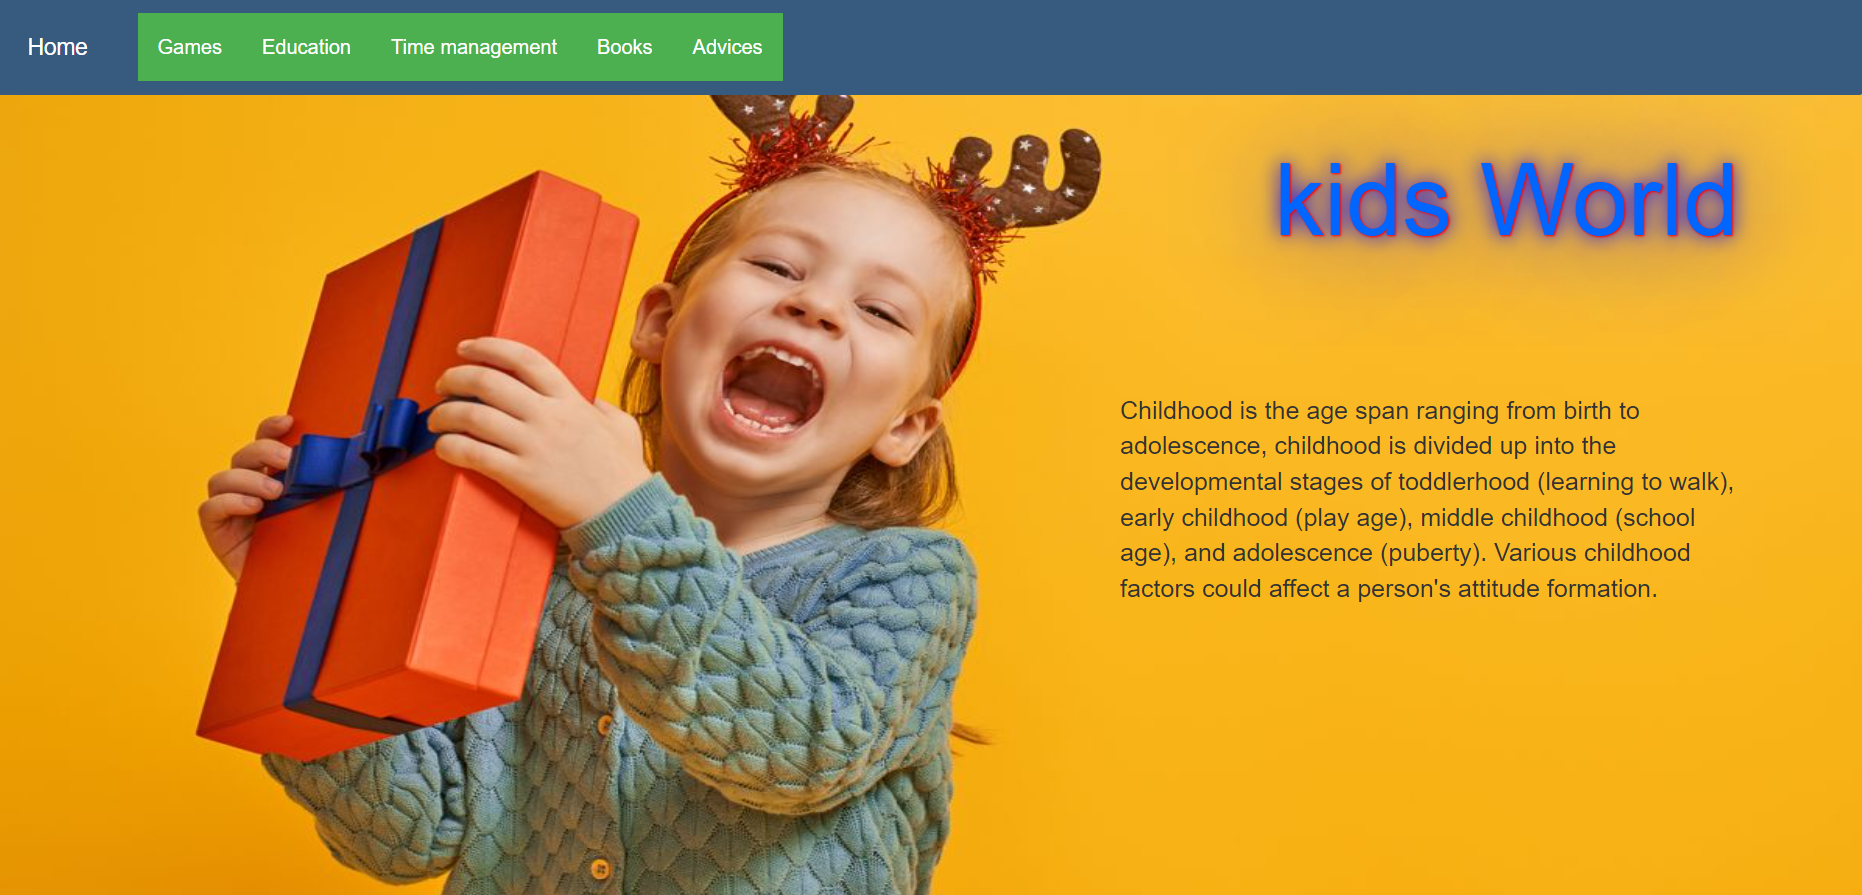 Home Games Education Time management Books Advices
kids World
Childhood is the age span ranging from birth to
adolescence, childhood is divided up into the
developmental stages of toddlerhood (learning to walk),
early childhood (play age), middle childhood (school
age), and adolescence (puberty). Various childhood
factors could affect a person's attitude formation.